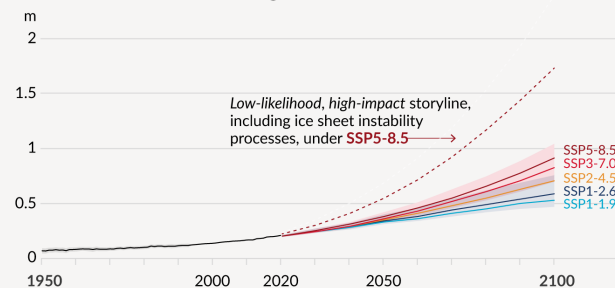 m
2
1.5
Low-likelihood, high-impact storyline,
including ice sheet instability
processes, under SSP5-8.5
1
SSP5-8.5
SSP3-7.0
SSP2-4.5
SSP1-2.6
SSP1-1.9
0.5
0
1950 2000 2020 2050 2100